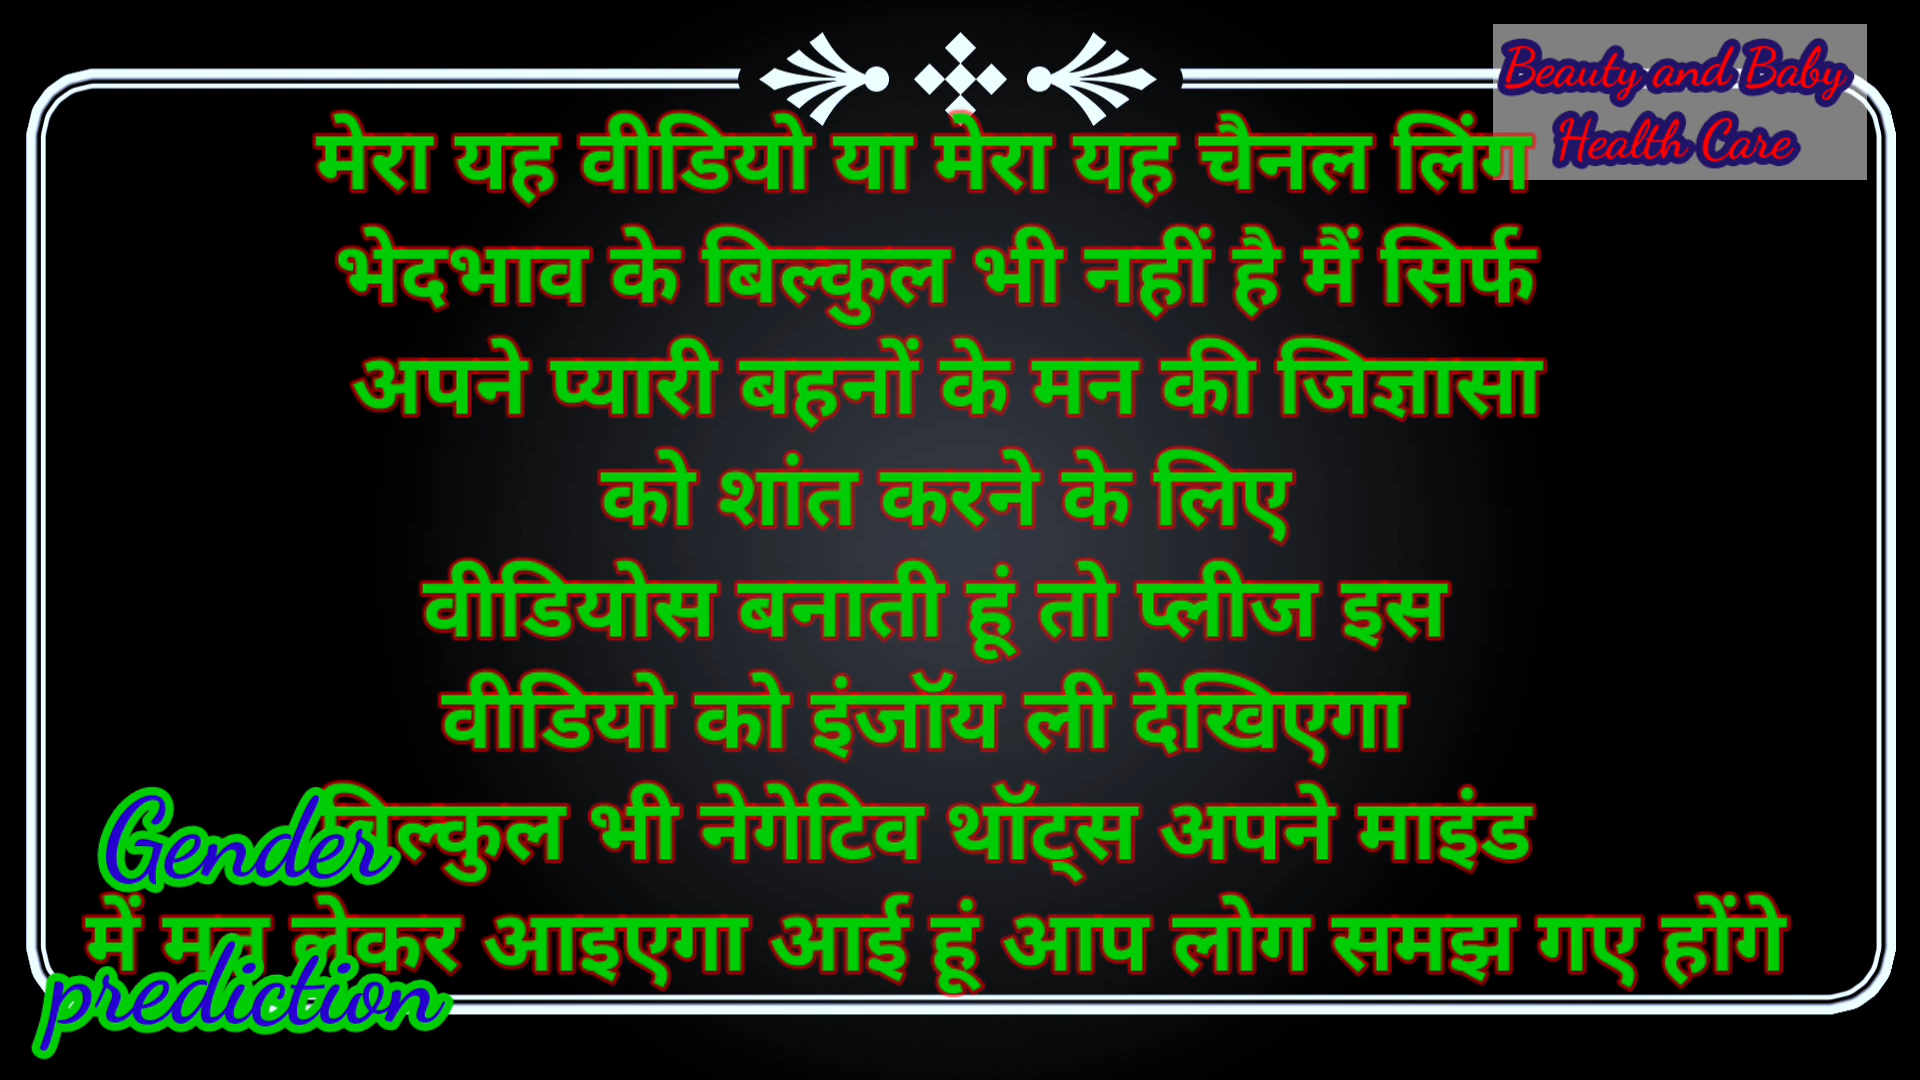 Beauty and Baby
Health Care
मेरा यह वीडियो या मेरा यह चैनल लिंग
भेदभाव के बिल्कुल भी नहीं है मैं सिर्फ
अपने प्यारी बहनों के मन की जिज्ञासा
को शांत करने के लिए
वीडियोस बनाती हूं तो प्लीज इस
वीडियो को इंजॉय ली देखिएगा
बिल्कुल भी नेगेटिव थॉट्स अपने माइंड
में मत लेकर आइएगा आई हूं आप लोग समझ गए होंगे
Gender
prediction